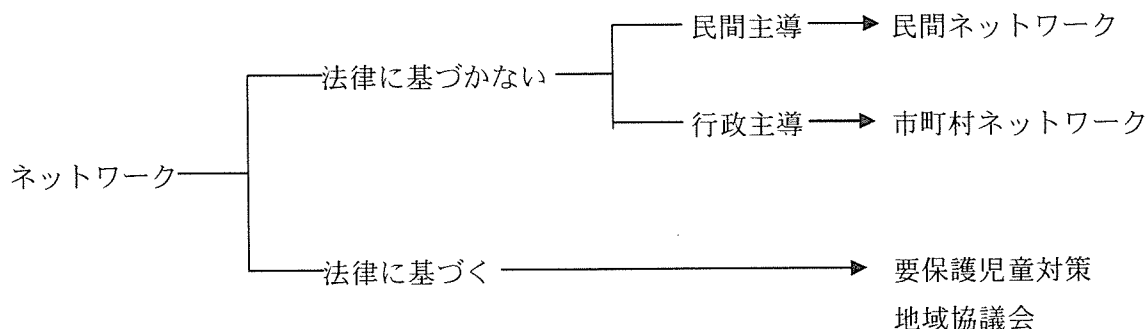 民間主導
民間ネットワーク
法律に基づかない
行政主導
市町村ネットワーク
ネットワーク
法律に基づく
要保護児童対策
地域協議会